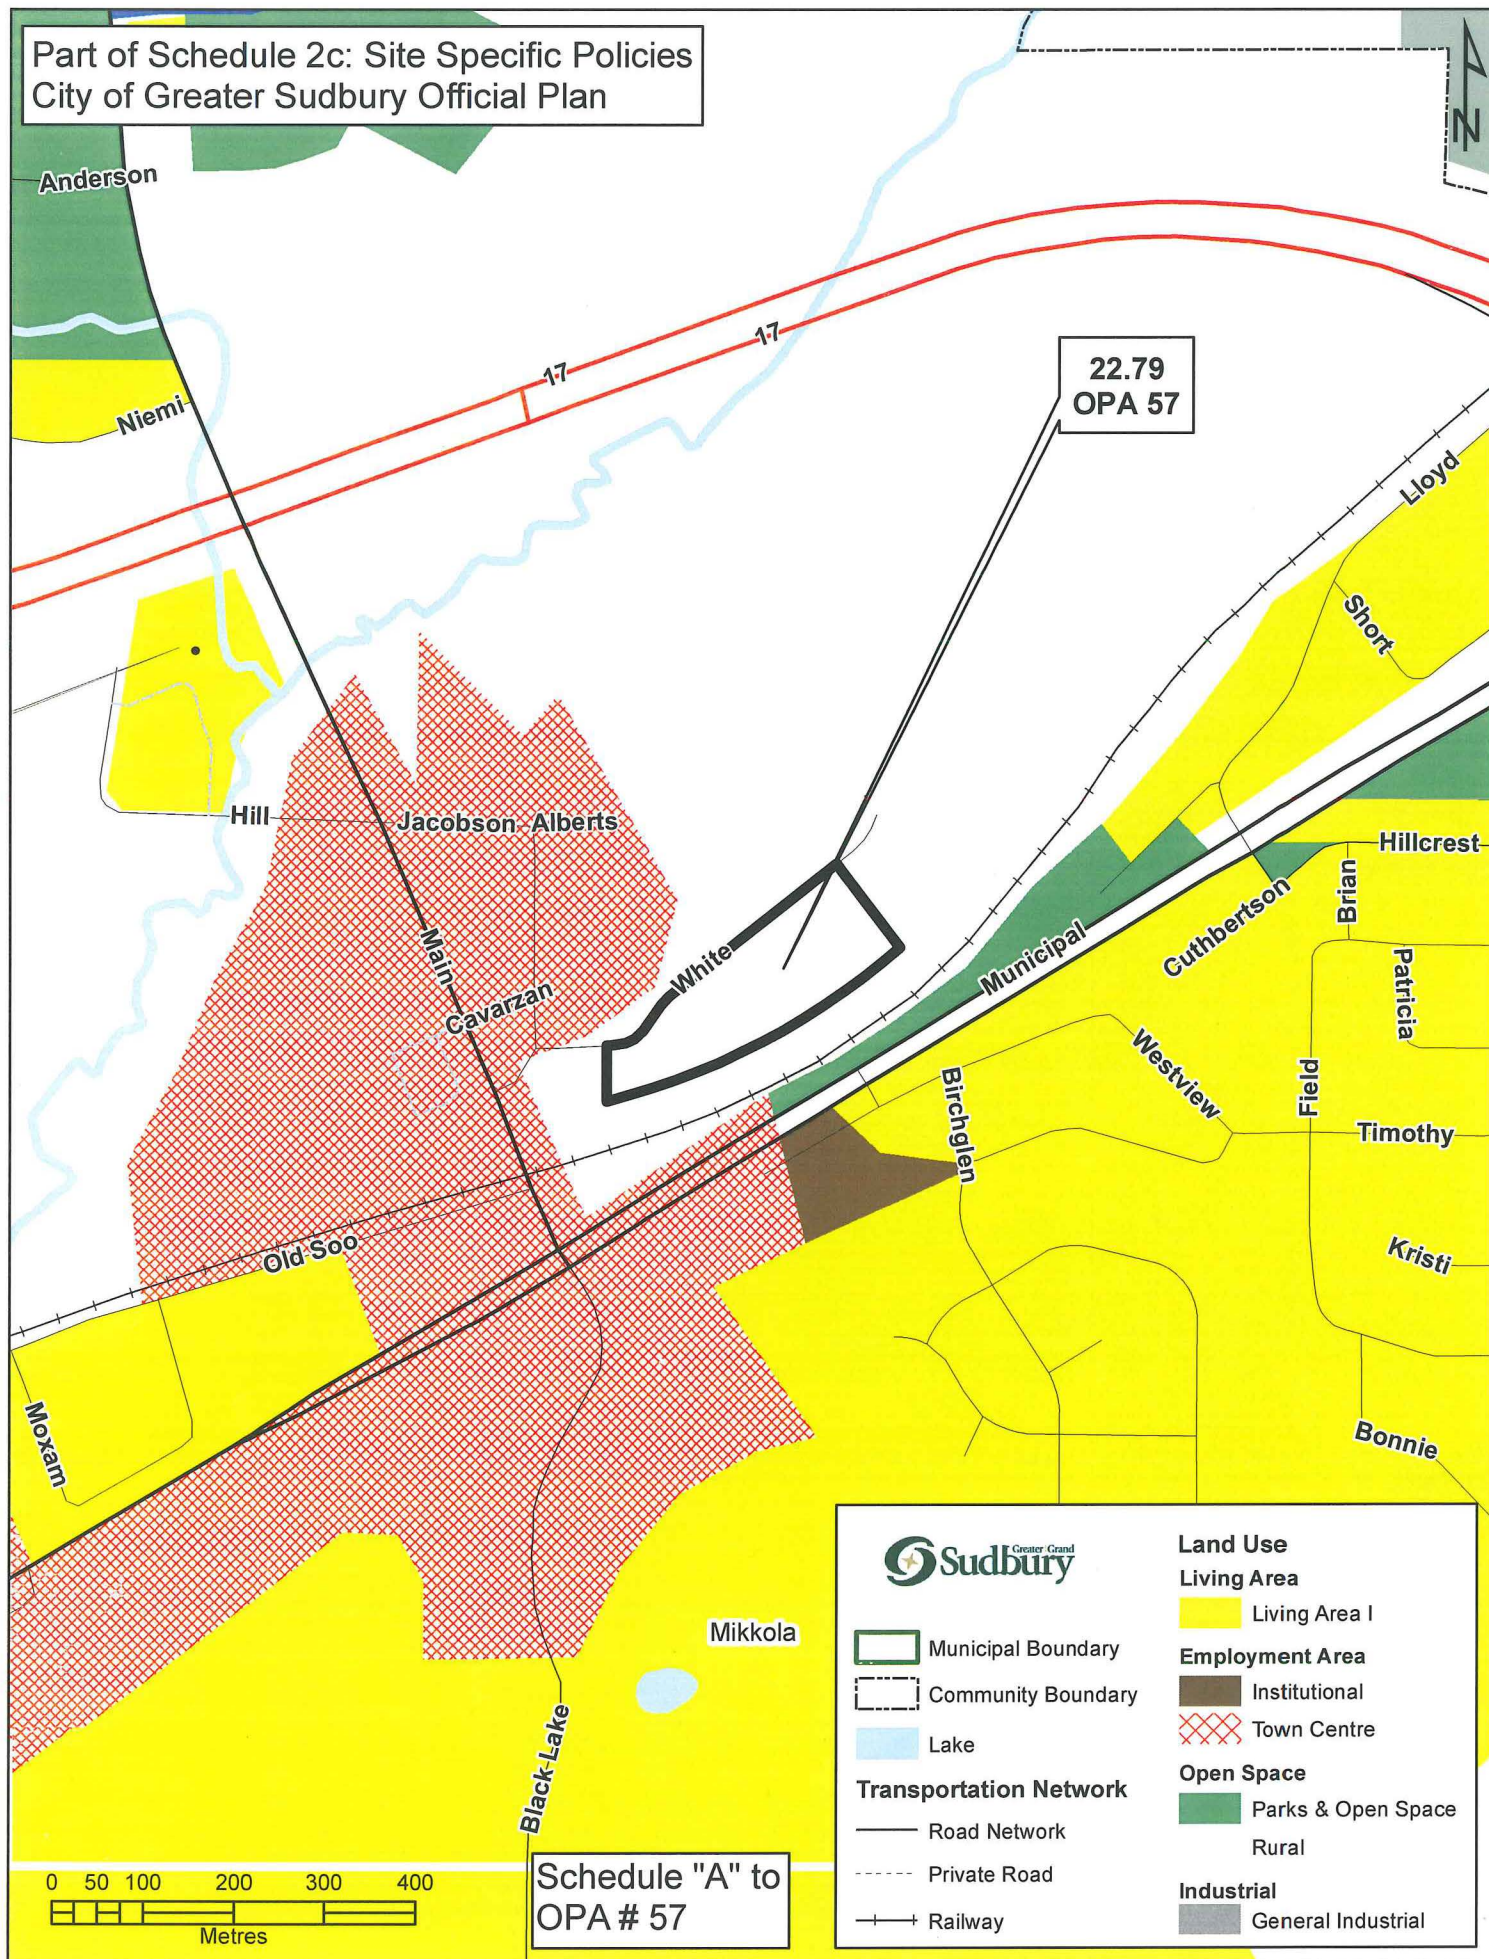 Part of Schedule 2c: Site Specific Policies
City of Greater Sudbury Official Plan
N
Anderson
17
17
22.79
OPA 57
Niemi
Lloyd
Short
Hill
Jacobson
Alberts
Hillcrest
Brian
Cuthbertson
Main
White
Municipal
Patricia
Cavarzan
Westview
Field
Birchglen
Timothy
Old Soo
Kristi
Moxam
Bonnie
Mikkola
Black Lake
Greater Grand
Sudbury
Municipal Boundary
Community Boundary
Lake
Transportation Network
Road Network
Private Road
Railway
Land Use
Living Area
Living Area I
Employment Area
Institutional
Town Centre
Open Space
Parks & Open Space
Rural
Industrial
General Industrial
0 50 100 200 300 400
Metres
Schedule "A" to
OPA # 57